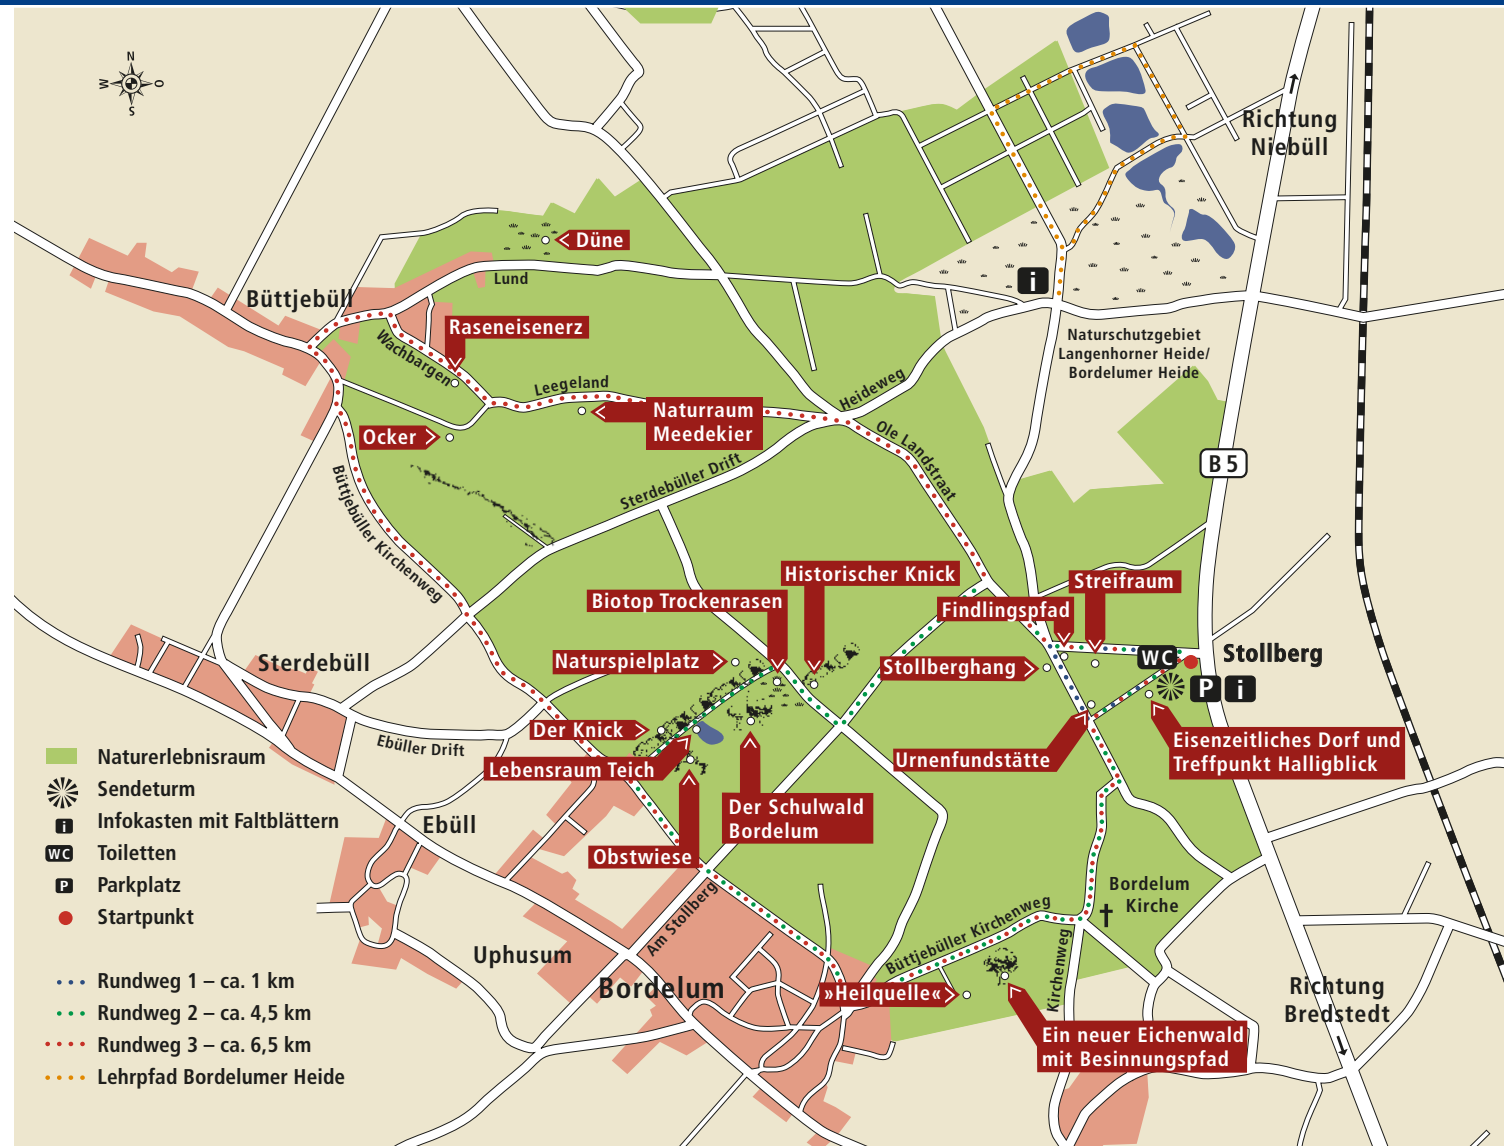 N
W
O
S
Richtung
Niebüll
Düne
Lund
Büttjebüll
Raseneisenerz
Wachbargen
Leegeland
Naturraum
Meedekier
Ocker
Heideweg
Ole Landstraat
Sterdebüller Drift
Büttjebüller Kirchenweg
i
Naturschutzgebiet
Langenhorner Heide/
Bordelumer Heide
B 5
Historischer Knick
Biotop Trockenrasen
Streifraum
Findlingspfad
Naturspielplatz
Stollberghang
WC
Stollberg
P
i
Sterdebüll
Der Knick
Ebüller Drift
Lebensraum Teich
Urnenfundstätte
Eisenzeitliches Dorf und
Treffpunkt Halligblick
Der Schulwald
Bordelum
Obstwiese
Ebüll
Am Stollberg
Uphusum
Bordelum
Bordelum
Kirche
Büttjebüller Kirchenweg
Kirchenweg
»Heilquelle«
Ein neuer Eichenwald
mit Besinnungspfad
Richtung
Bredstedt
Naturerlebnisraum
Sendeturm
i Infokasten mit Faltblättern
WC Toiletten
P Parkplatz
Startpunkt
Rundweg 1 – ca. 1 km
Rundweg 2 – ca. 4,5 km
Rundweg 3 – ca. 6,5 km
Lehrpfad Bordelumer Heide